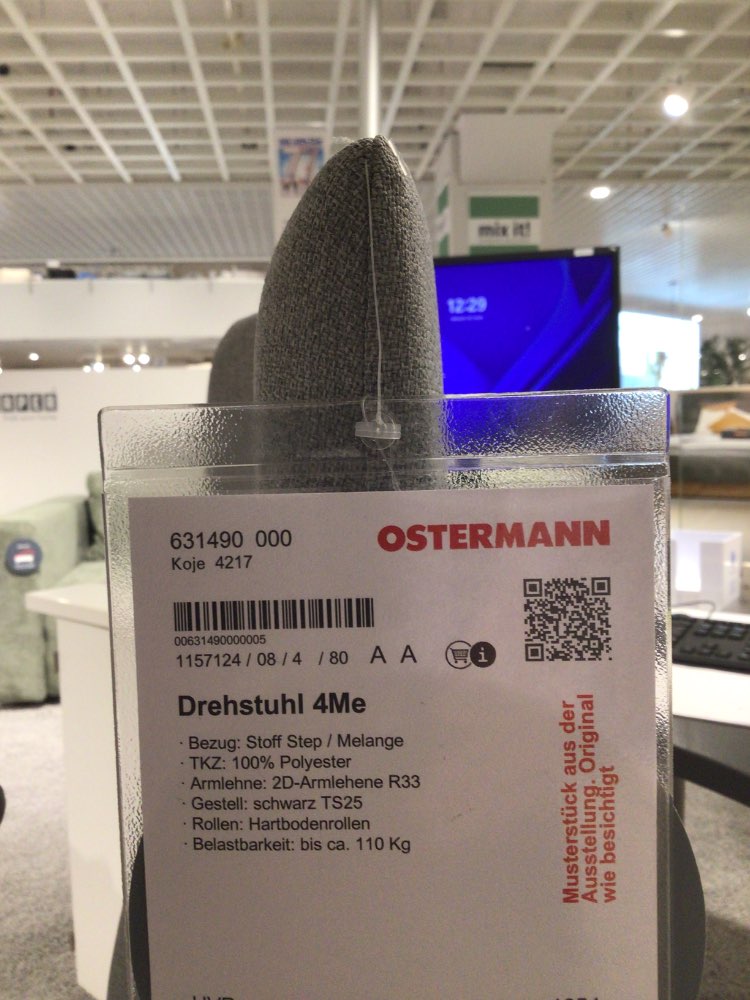 mix it!
12:29
631490 000
OSTERMANN
Koje 4217
00631490000005
1157124 / 08 / 4 / 80 A A
i
Drehstuhl 4Me
· Bezug: Stoff Step / Melange
· TKZ: 100% Polyester
· Armlehne: 2D-Armlehene R33
· Gestell: schwarz TS25
· Rollen: Hartbodenrollen
· Belastbarkeit: bis ca. 110 Kg
Musterstück aus der
Ausstellung. Original
wie besichtigt